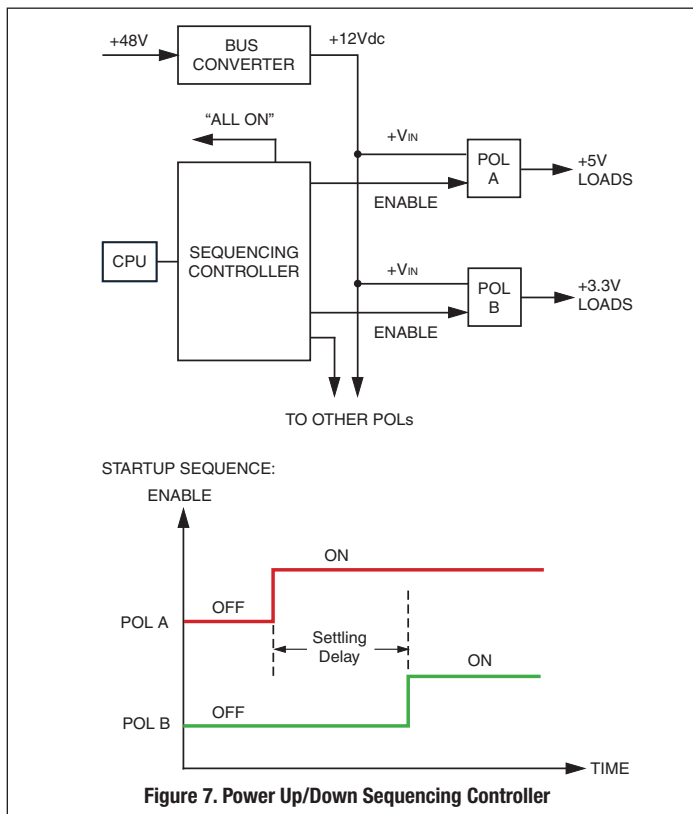 +48V
BUS
CONVERTER
+12Vdc
"ALL ON"
+VIN
POL
A
+5V
LOADS
ENABLE
CPU
SEQUENCING
CONTROLLER
+VIN
POL
B
+3.3V
LOADS
ENABLE
TO OTHER POLs
STARTUP SEQUENCE:
ENABLE
ON
OFF
POL A
Settling
Delay
ON
OFF
POL B
TIME
Figure 7. Power Up/Down Sequencing Controller